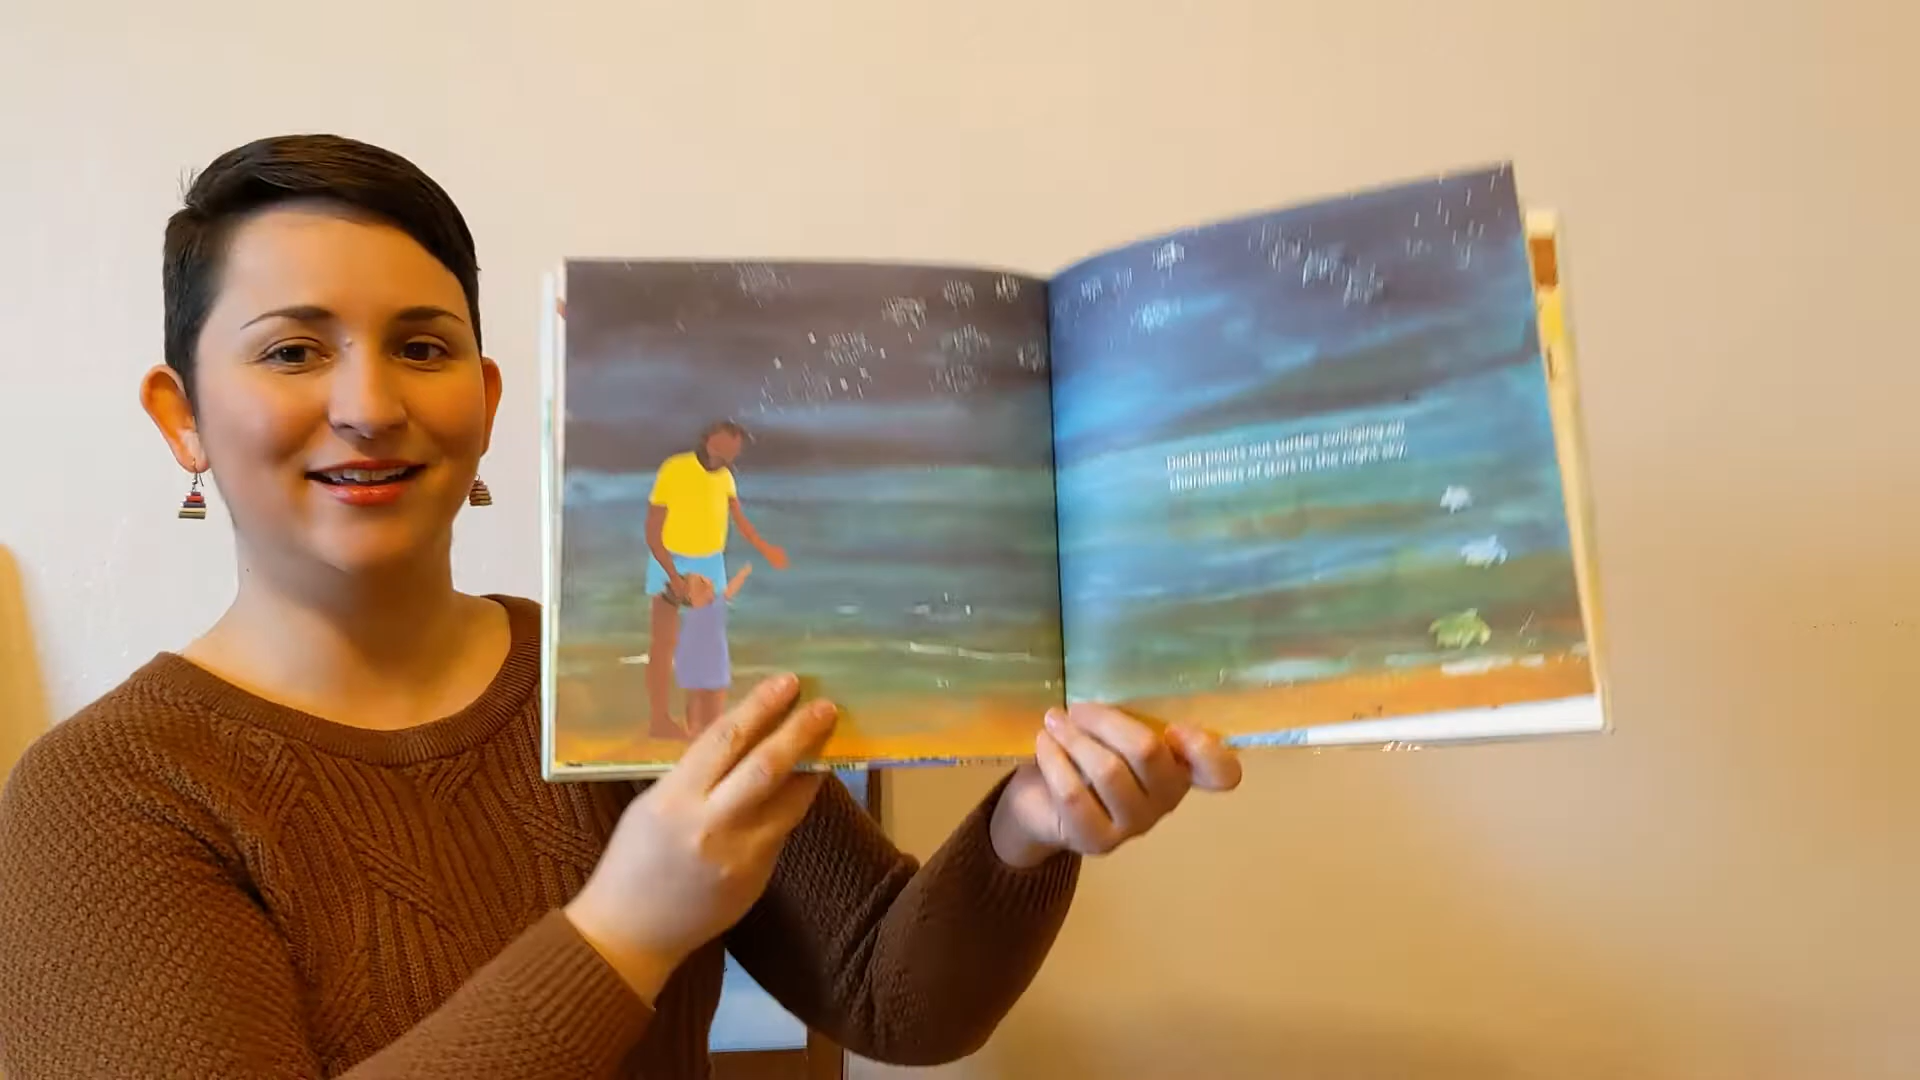 Dada points out turtles swinging on
chandeliers of stars in the night sky.